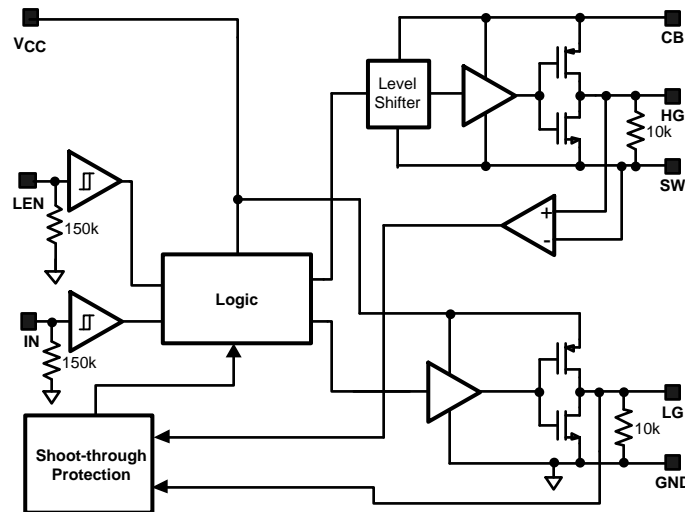 VCC
CB
Level
Shifter
HG
10k
SW
LEN
150k
+
-
Logic
IN
150k
LG
10k
Shoot-through
Protection
GND